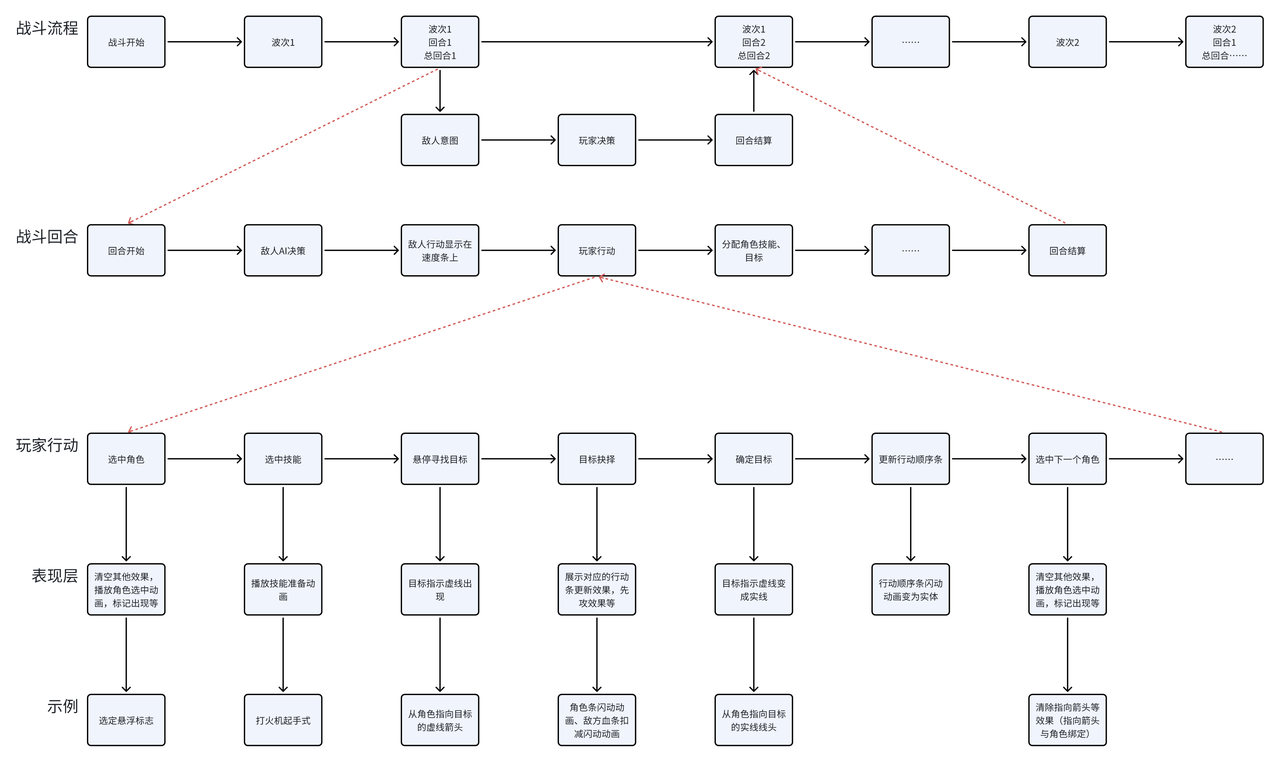 战斗流程
战斗开始
波次1
波次1
回合1
总回合1
波次1
回合2
总回合2
……
波次2
波次2
回合1
总回合……
敌人意图
玩家决策
回合结算
战斗回合
回合开始
敌人AI决策
敌人行动显示在
速度条上
玩家行动
分配角色技能、
目标
……
回合结算
玩家行动
选中角色
选中技能
悬停寻找目标
目标抉择
确定目标
更新行动顺序条
选中下一个角色
……
表现层
清空其他效果，
播放角色选中动
画，标记出现等
播放技能准备动
画
目标指示虚线出
现
展示对应的行动
条更新效果，先
攻效果等
目标指示虚线变
成实线
行动顺序条闪动
动画变为实体
清空其他效果，
播放角色选中动
画，标记出现等
示例
选定悬浮标志
打火机起手式
从角色指向目标
的虚线箭头
角色条闪动动
画、敌方血条扣
减闪动动画
从角色指向目标
的实线线头
清除指向箭头等
效果（指向箭头
与角色绑定）